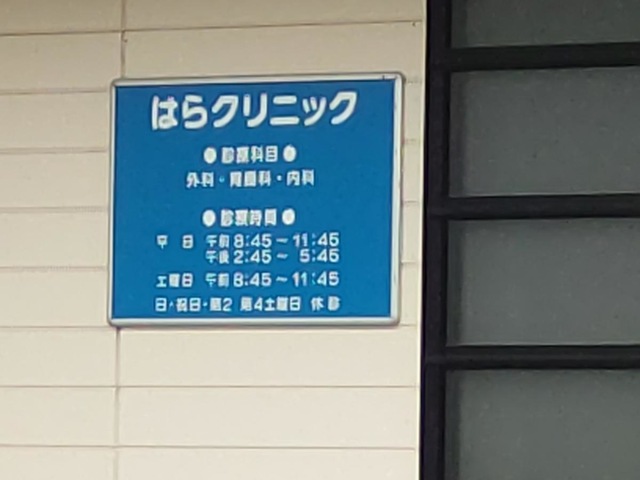 はらクリニック
●診療科目●
外科・胃腸科・内科
●診療時間●
平日 午前 8:45～11:45
午後 2:45～ 5:45
土曜日 午前 8:45～11:45
日・祝日・第2 第4土曜日 休診